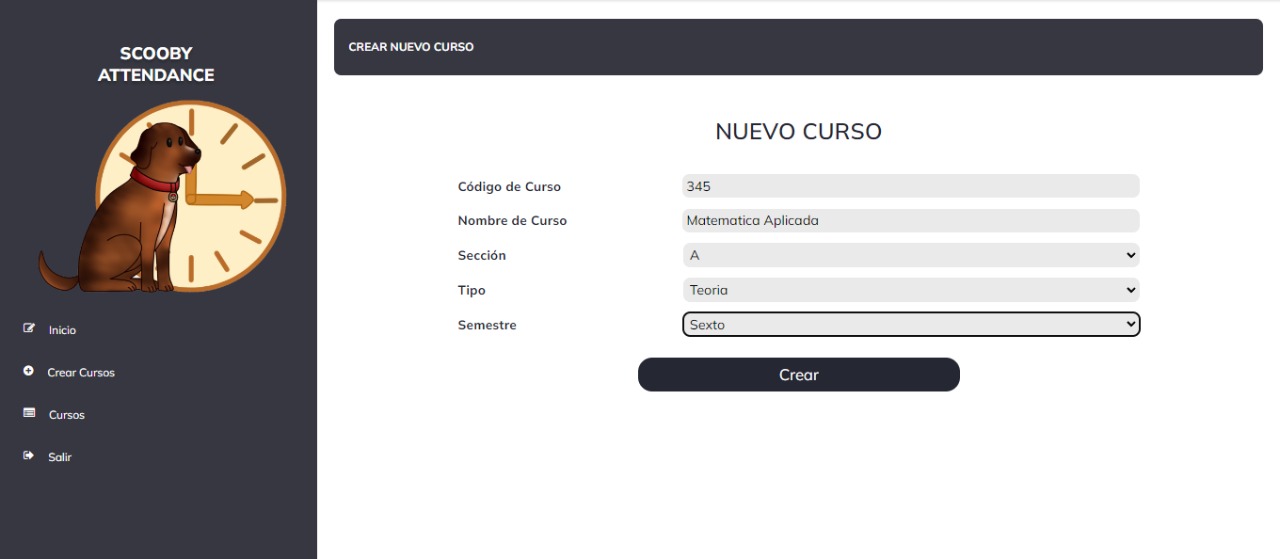 SCOOBY
ATTENDANCE
Inicio
Crear Cursos
Cursos
Salir
CREAR NUEVO CURSO
NUEVO CURSO
Código de Curso 345
Nombre de Curso Matematica Aplicada
Sección A
Tipo Teoria
Semestre Sexto
Crear